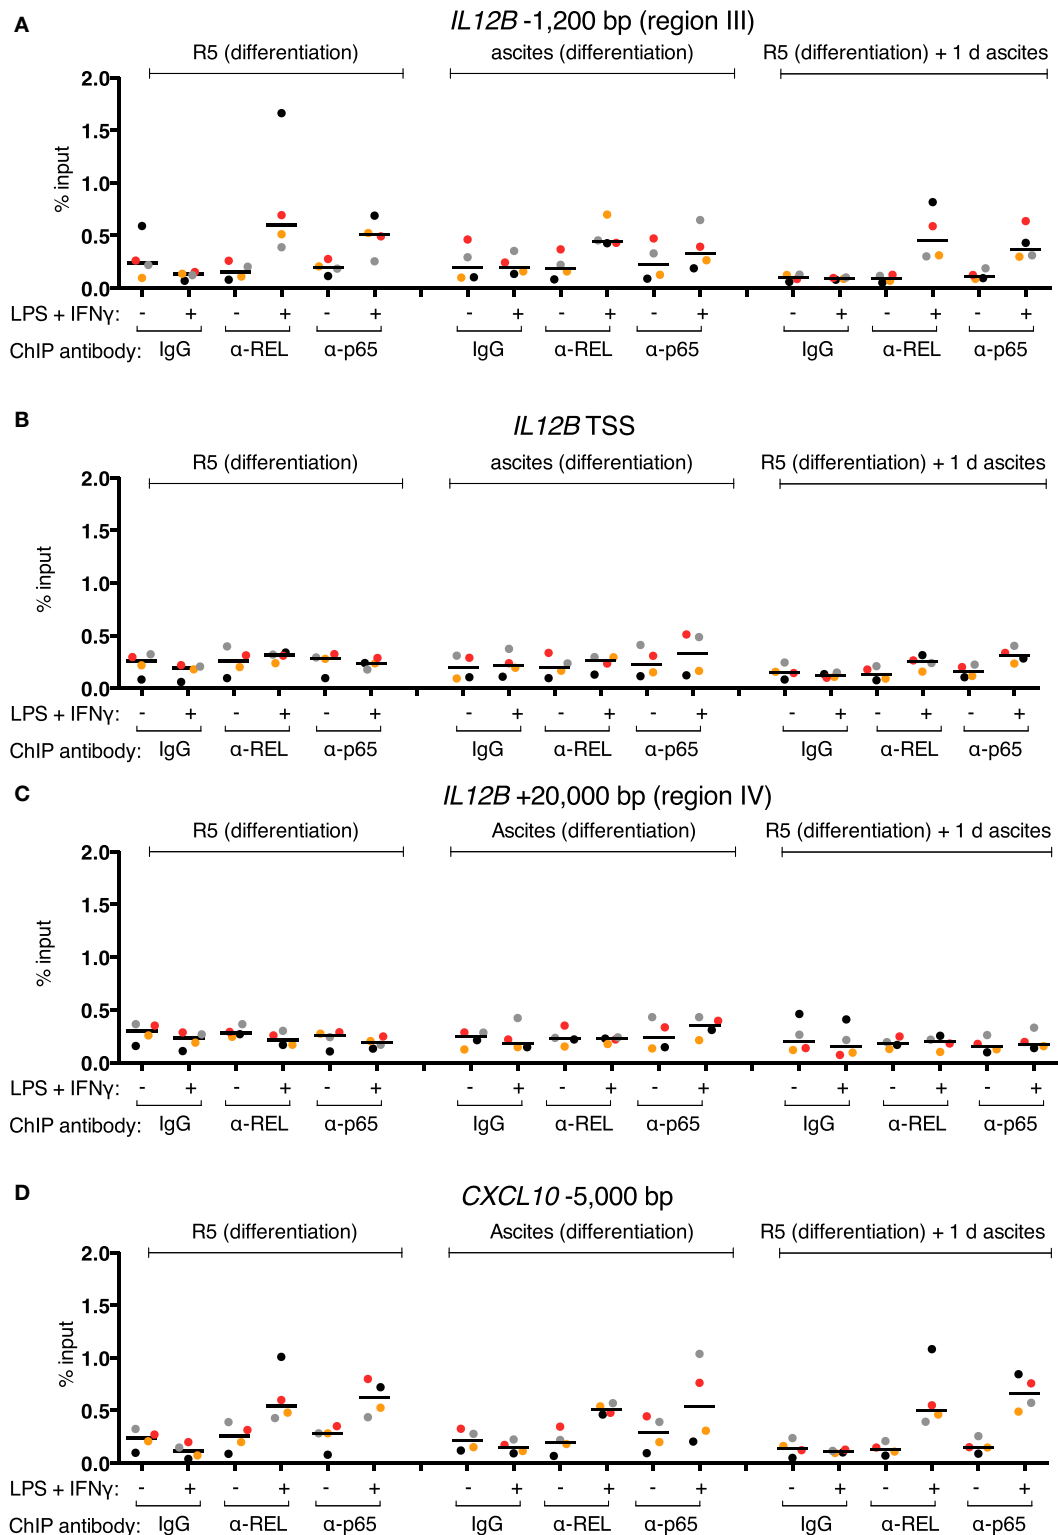 A
IL12B -1,200 bp (region III)
R5 (differentiation) ascites (differentiation) R5 (differentiation) + 1 d ascites
2.0
1.5
1.0
0.5
0.0
% input
LPS + IFNγ: - + - + - + - + - + - + - + - + - +
ChIP antibody: IgG α-REL α-p65 IgG α-REL α-p65 IgG α-REL α-p65
B
IL12B TSS
R5 (differentiation) ascites (differentiation) R5 (differentiation) + 1 d ascites
2.0
1.5
1.0
0.5
0.0
% input
LPS + IFNγ: - + - + - + - + - + - + - + - + - +
ChIP antibody: IgG α-REL α-p65 IgG α-REL α-p65 IgG α-REL α-p65
C
IL12B +20,000 bp (region IV)
R5 (differentiation) Ascites (differentiation) R5 (differentiation) + 1 d ascites
2.0
1.5
1.0
0.5
0.0
% input
LPS + IFNγ: - + - + - + - + - + - + - + - + - +
ChIP antibody: IgG α-REL α-p65 IgG α-REL α-p65 IgG α-REL α-p65
D
CXCL10 -5,000 bp
R5 (differentiation) Ascites (differentiation) R5 (differentiation) + 1 d ascites
2.0
1.5
1.0
0.5
0.0
% input
LPS + IFNγ: - + - + - + - + - + - + - + - + - +
ChIP antibody: IgG α-REL α-p65 IgG α-REL α-p65 IgG α-REL α-p65